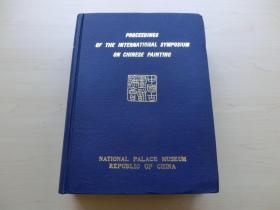 PROCEEDINGS
OF THE INTERNATIONAL SYMPOSIUM
ON CHINESE PAINTING
NATIONAL PALACE MUSEUM
REPUBLIC OF CHINA